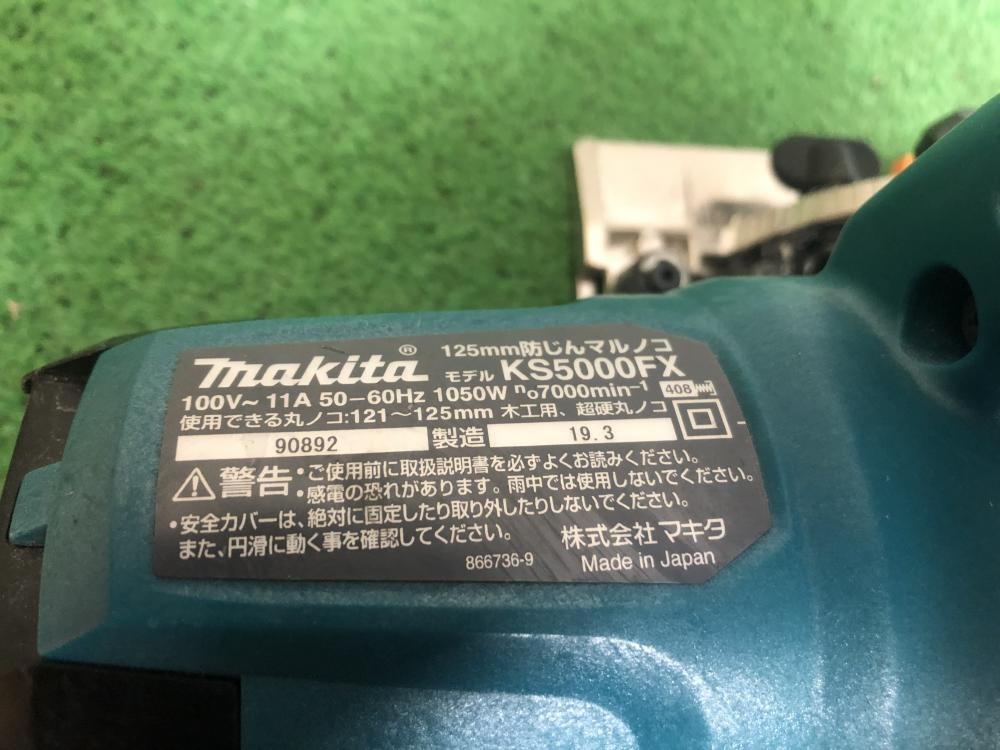 makita® 125mm防じんマルノコ
モデル KS5000FX
100V～ 11A 50-60Hz 1050W n₀7000min⁻¹ 408
使用できる丸ノコ:121～125mm 木工用、超硬丸ノコ
90892 製造 19.3
警告 ・ご使用前に取扱説明書を必ずよくお読みください。
・感電の恐れがあります。雨中では使用しないでください。
・安全カバーは、絶対に固定したり取り外したりしないでください。
また、円滑に動く事を確認してください。
株式会社 マキタ
866736-9 Made in Japan